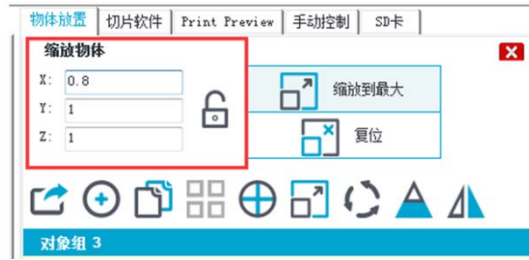 物体放置 切片软件 Print Preview 手动控制 SD卡
缩放物体
X: 0.8
Y: 1
Z: 1
缩放到最大
复位
对象组 3